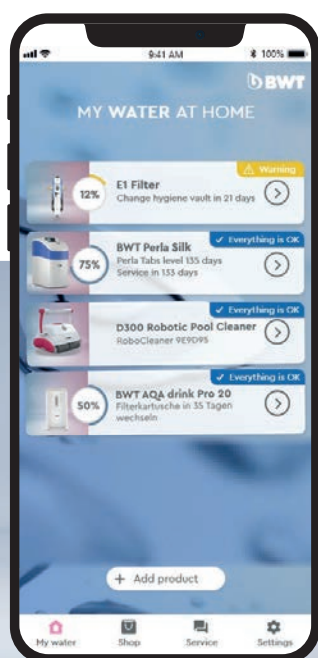 9:41 AM
100%
BWT
MY WATER AT HOME
Warning
E1 Filter
12%
Change hygiene vault in 21 days
Everything is OK
BWT Perla Silk
75%
Perla Tabs level 135 days
Service in 133 days
Everything is OK
D300 Robotic Pool Cleaner
RoboCleaner 9E9D95
Everything is OK
BWT AQA drink Pro 20
50%
Filterkartusche in 35 Tagen
wechseln
+ Add product
My water
Shop
Service
Settings